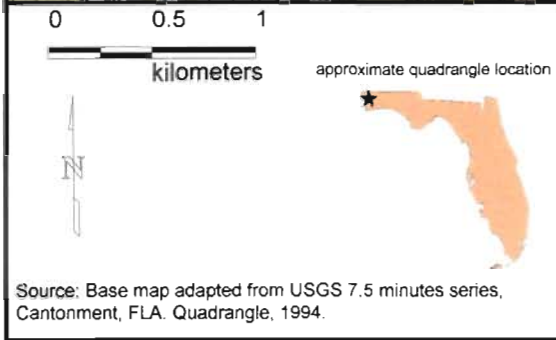 0 0.5 1
kilometers
approximate quadrangle location
N
Source: Base map adapted from USGS 7.5 minutes series,
Cantonment, FLA. Quadrangle, 1994.